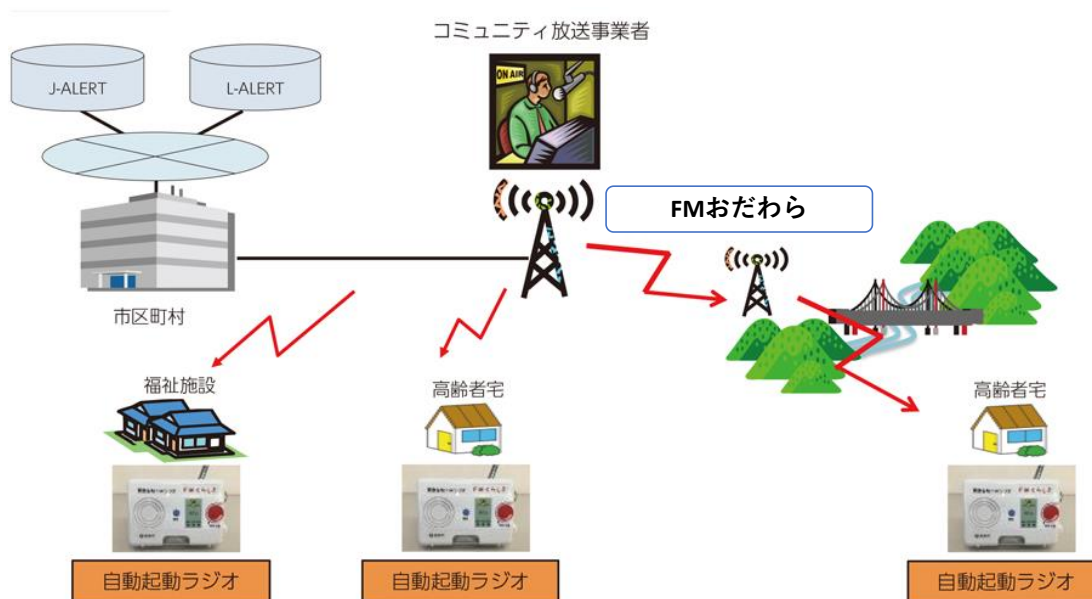 コミュニティ放送事業者
J-ALERT
L-ALERT
ON AIR
FMおだわら
市区町村
福祉施設
高齢者宅
高齢者宅
自動起動ラジオ
自動起動ラジオ
自動起動ラジオ